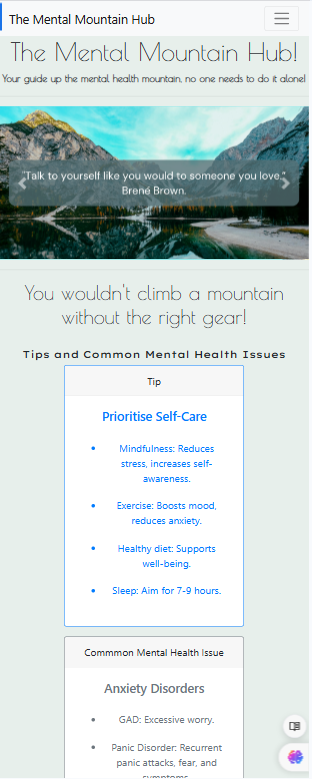 The Mental Mountain Hub
The Mental Mountain Hub!
Your guide up the mental health mountain, no one needs to do it alone!
"Talk to yourself like you would to someone you love."
Brené Brown.
You wouldn't climb a mountain
without the right gear!
Tips and Common Mental Health Issues
Tip
Prioritise Self-Care
Mindfulness: Reduces
stress, increases self-
awareness.
Exercise: Boosts mood,
reduces anxiety.
Healthy diet: Supports
well-being.
Sleep: Aim for 7-9 hours.
Commmon Mental Health Issue
Anxiety Disorders
GAD: Excessive worry.
Panic Disorder: Recurrent
panic attacks, fear, and
symptoms